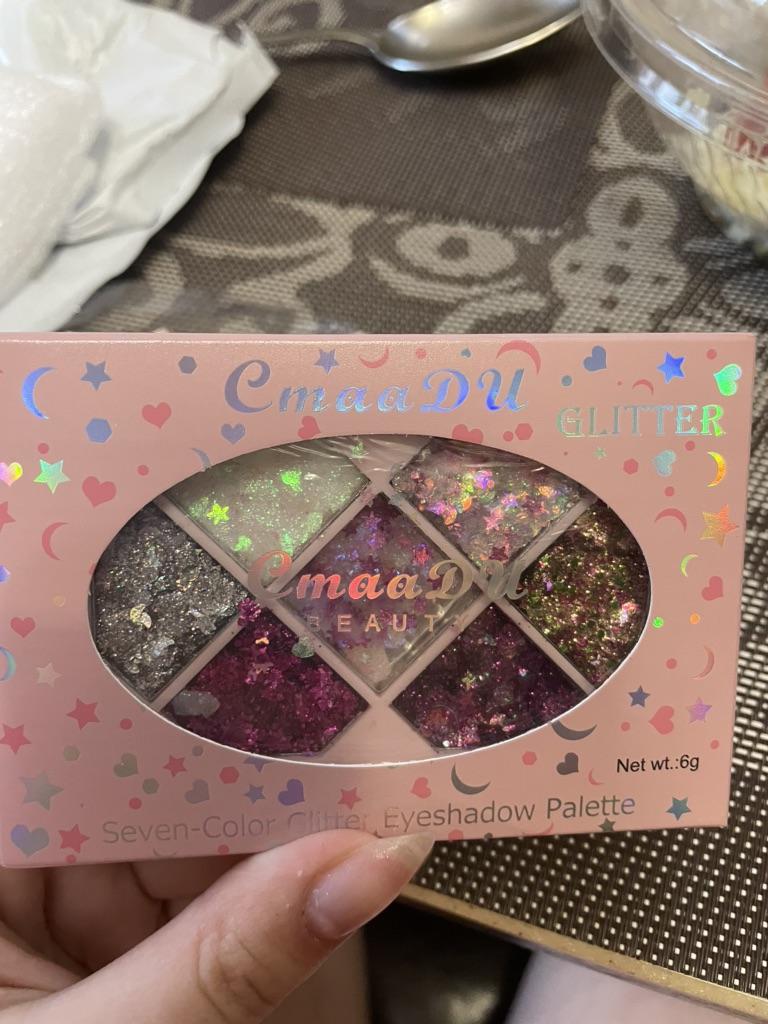 CmaaDU
GLITTER
CmaaDU
BEAUTY
Net wt.:6g
Seven-Color Glitter Eyeshadow Palette